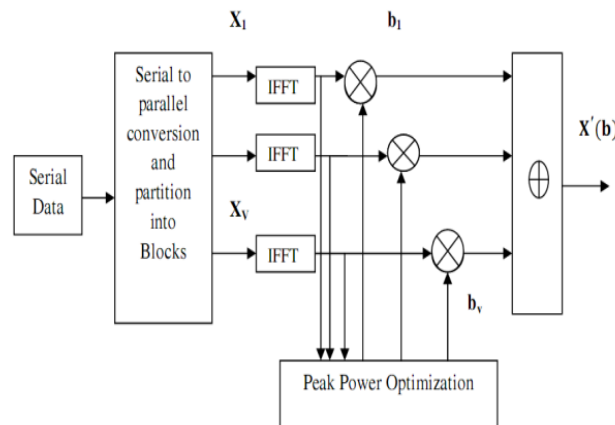 X₁
b₁
Serial to
parallel
conversion
and
partition
into
Blocks
IFFT
IFFT
X'(b)
Serial
Data
Xᵥ
IFFT
bᵥ
Peak Power Optimization